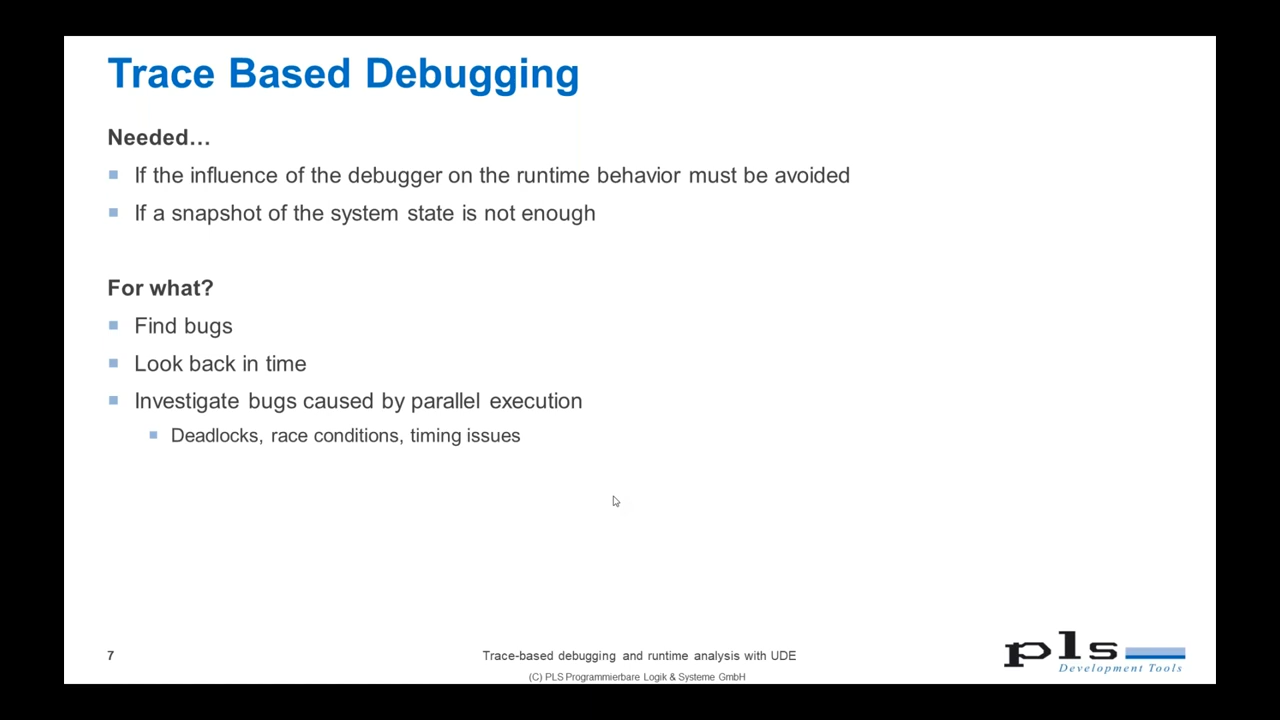 Trace Based Debugging
Needed…
If the influence of the debugger on the runtime behavior must be avoided
If a snapshot of the system state is not enough
For what?
Find bugs
Look back in time
Investigate bugs caused by parallel execution
Deadlocks, race conditions, timing issues
7
Trace-based debugging and runtime analysis with UDE
(C) PLS Programmierbare Logik & Systeme GmbH
pls
Development Tools